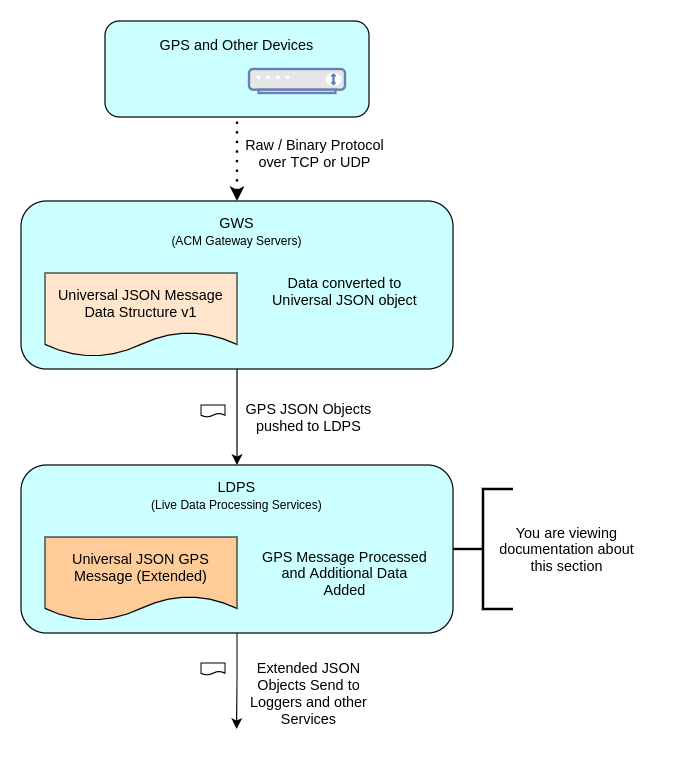 GPS and Other Devices
Raw / Binary Protocol
over TCP or UDP
GWS
(ACM Gateway Servers)
Universal JSON Message
Data Structure v1
Data converted to
Universal JSON object
GPS JSON Objects
pushed to LDPS
LDPS
(Live Data Processing Services)
Universal JSON GPS
Message (Extended)
GPS Message Processed
and Additional Data
Added
You are viewing
documentation about
this section
Extended JSON
Objects Send to
Loggers and other
Services